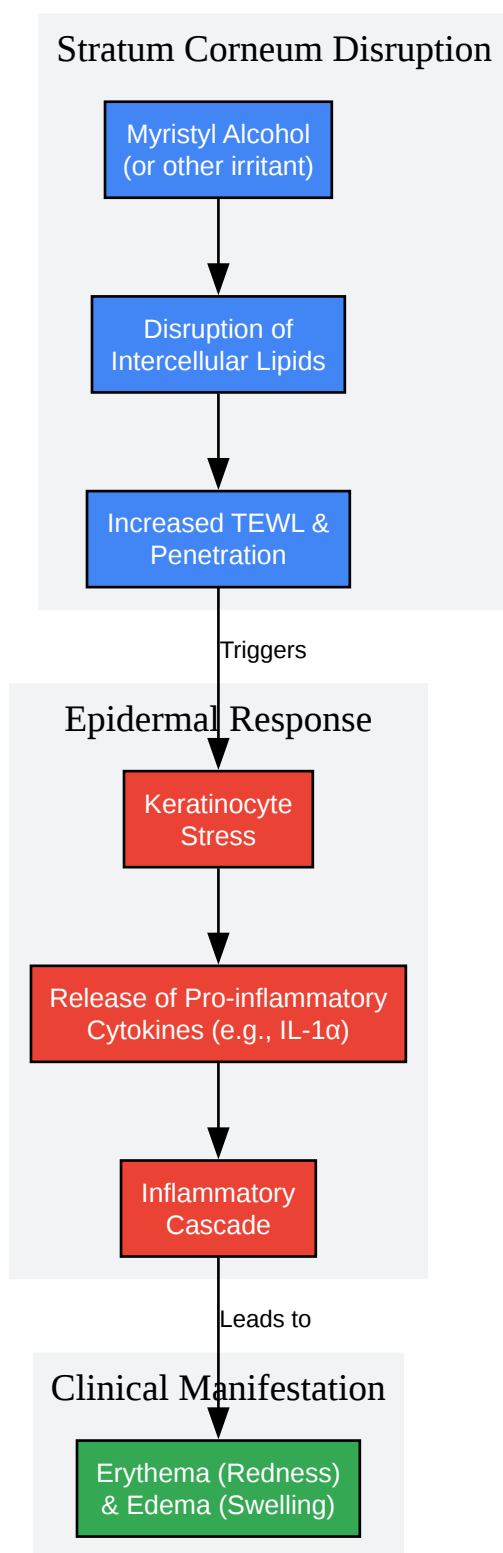 Stratum Corneum Disruption
Myristyl Alcohol
(or other irritant)
Disruption of
Intercellular Lipids
Increased TEWL &
Penetration
Triggers
Epidermal Response
Keratinocyte
Stress
Release of Pro-inflammatory
Cytokines (e.g., IL-1α)
Inflammatory
Cascade
Leads to
Clinical Manifestation
Erythema (Redness)
& Edema (Swelling)